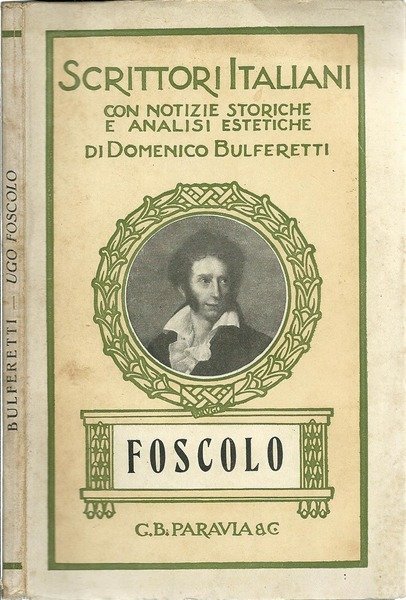 SCRITTORI ITALIANI
CON NOTIZIE STORICHE
E ANALISI ESTETICHE
DI DOMENICO BULFERETTI
FOSCOLO
G.B. PARAVIA & C.
BULFERETTI — UGO FOSCOLO